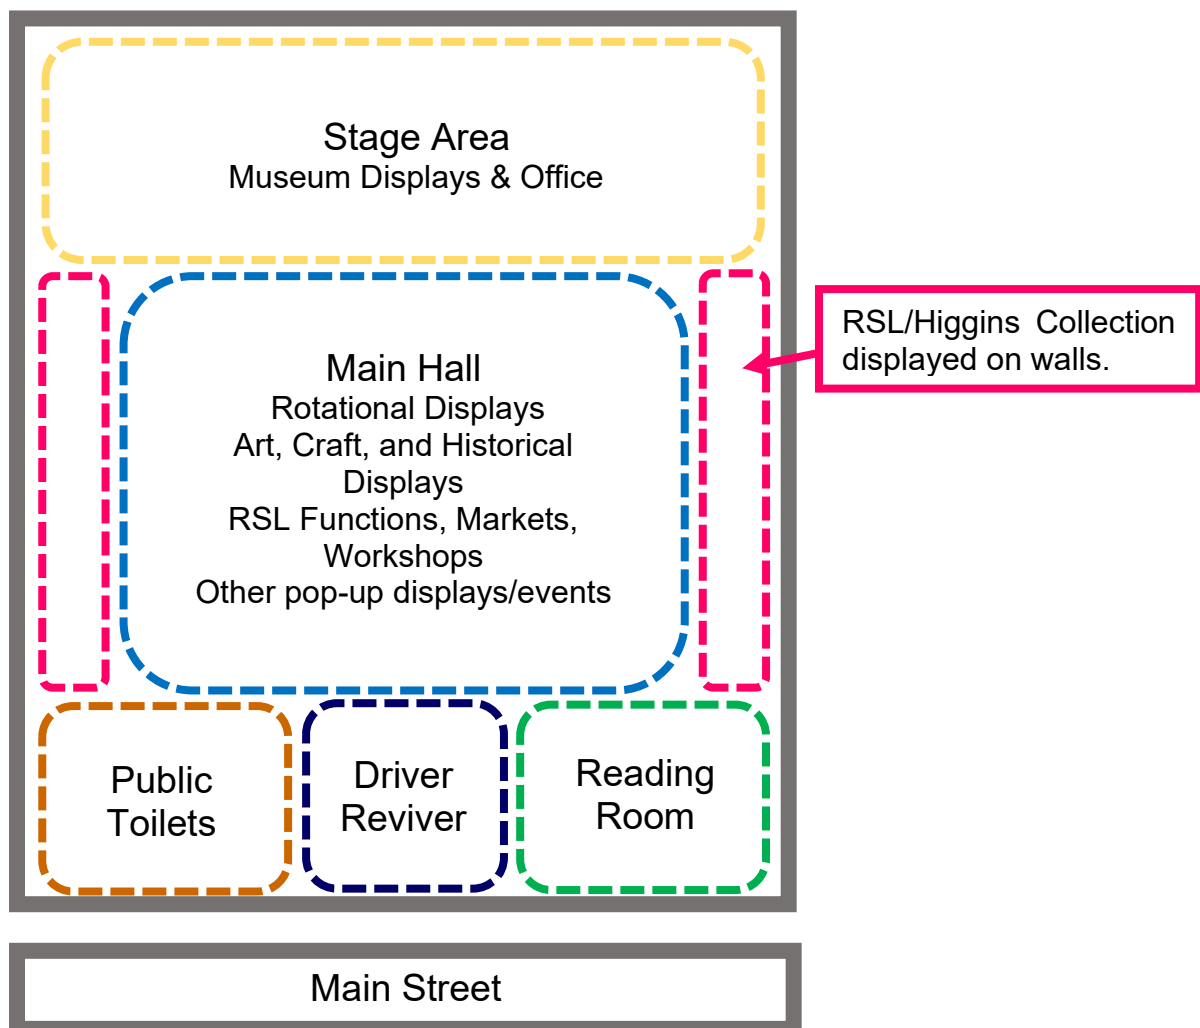 Stage Area
Museum Displays & Office
RSL/Higgins Collection
displayed on walls.
Main Hall
Rotational Displays
Art, Craft, and Historical
Displays
RSL Functions, Markets,
Workshops
Other pop-up displays/events
Public
Toilets
Driver
Reviver
Reading
Room
Main Street